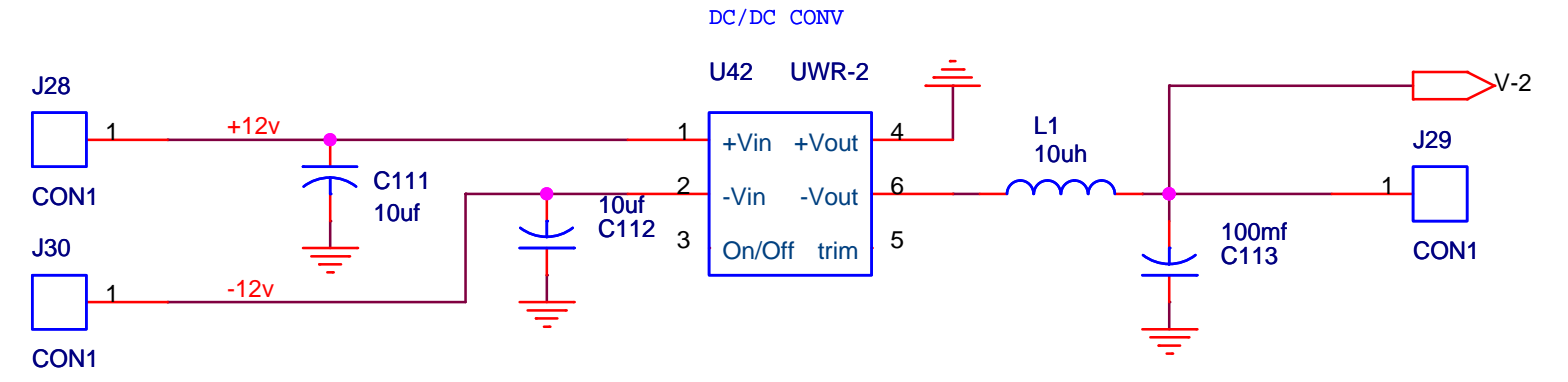 DC/DC CONV
U42 UWR-2
J28
1
+12v
CON1
C111
10uf
J30
1
-12v
CON1
10uf
C112
1 +Vin +Vout 4
2 -Vin -Vout 6
3 On/Off trim 5
L1
10uh
V-2
J29
1
CON1
100mf
C113